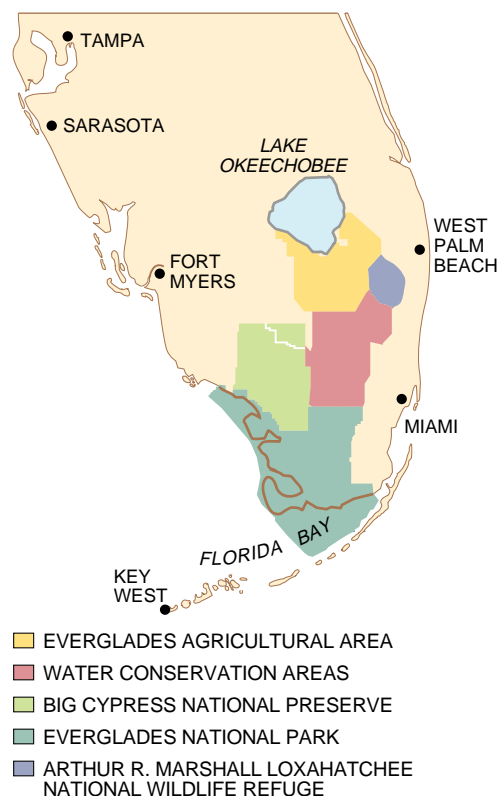 TAMPA
SARASOTA
LAKE
OKEECHOBEE
WEST
PALM
BEACH
FORT
MYERS
MIAMI
FLORIDA BAY
KEY
WEST
EVERGLADES AGRICULTURAL AREA
WATER CONSERVATION AREAS
BIG CYPRESS NATIONAL PRESERVE
EVERGLADES NATIONAL PARK
ARTHUR R. MARSHALL LOXAHATCHEE
NATIONAL WILDLIFE REFUGE